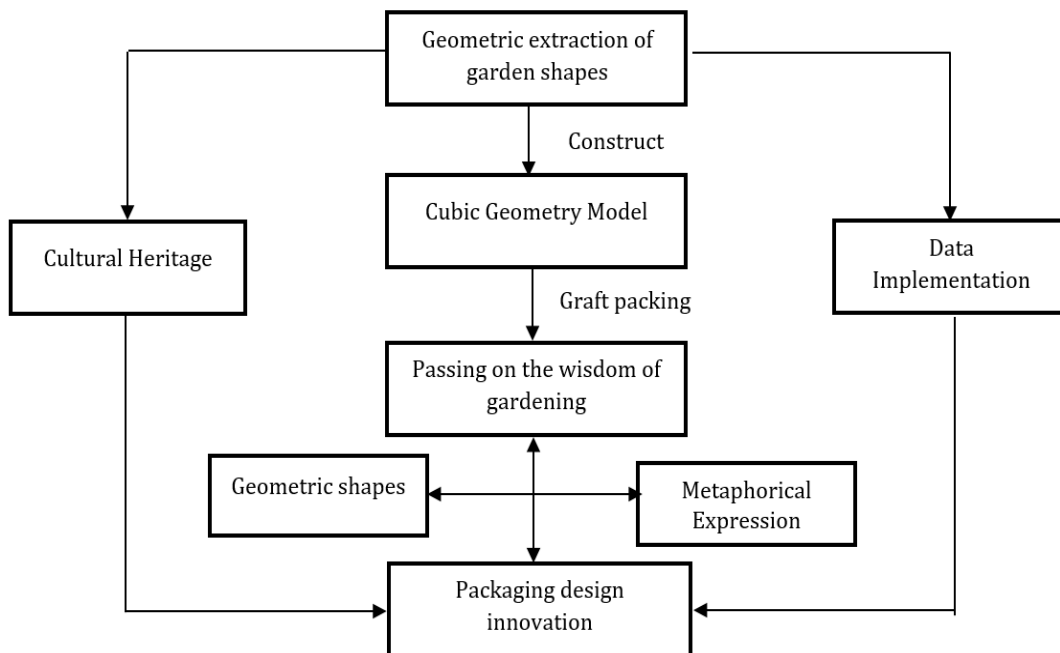 Geometric extraction of
garden shapes
Construct
Cubic Geometry Model
Cultural Heritage
Data
Implementation
Graft packing
Passing on the wisdom of
gardening
Geometric shapes
Metaphorical
Expression
Packaging design
innovation